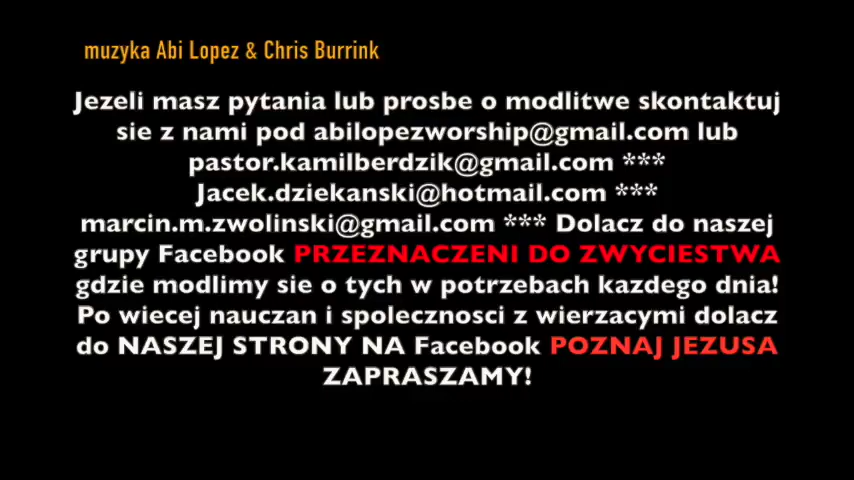 muzyka Abi Lopez & Chris Burrink
Jezeli masz pytania lub prosbe o modlitwe skontaktuj
sie z nami pod abilopezworship@gmail.com lub
pastor.kamilberdzik@gmail.com ***
Jacek.dziekanski@hotmail.com ***
marcin.m.zwolinski@gmail.com *** Dolacz do naszej
grupy Facebook PRZEZNACZENI DO ZWYCIESTWA
gdzie modlimy sie o tych w potrzebach kazdego dnia!
Po wiecej nauczan i spolecznosci z wierzacymi dolacz
do NASZEJ STRONY NA Facebook POZNAJ JEZUSA
ZAPRASZAMY!